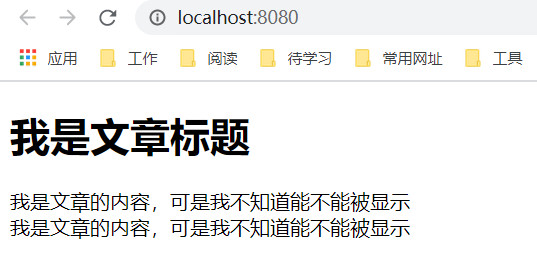 localhost:8080
应用 工作 阅读 待学习 常用网址 工具
我是文章标题
我是文章的内容，可是我不知道能不能被显示
我是文章的内容，可是我不知道能不能被显示